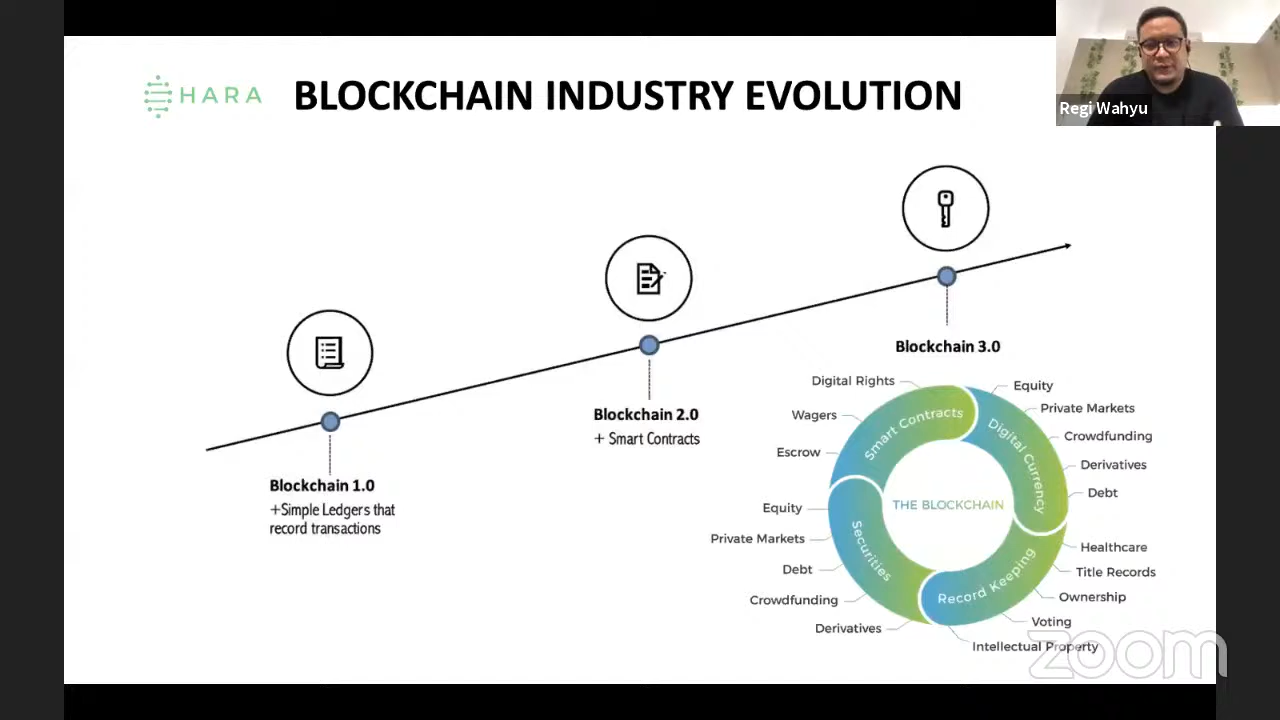 HARA
BLOCKCHAIN INDUSTRY EVOLUTION
Regi Wahyu
Blockchain 1.0
+Simple Ledgers that
record transactions
Blockchain 2.0
+ Smart Contracts
Blockchain 3.0
THE BLOCKCHAIN
Smart Contracts
Digital Rights
Wagers
Escrow
Digital Currency
Equity
Private Markets
Crowdfunding
Derivatives
Debt
Securities
Equity
Private Markets
Debt
Crowdfunding
Derivatives
Record Keeping
Healthcare
Title Records
Ownership
Voting
Intellectual Property
zoom